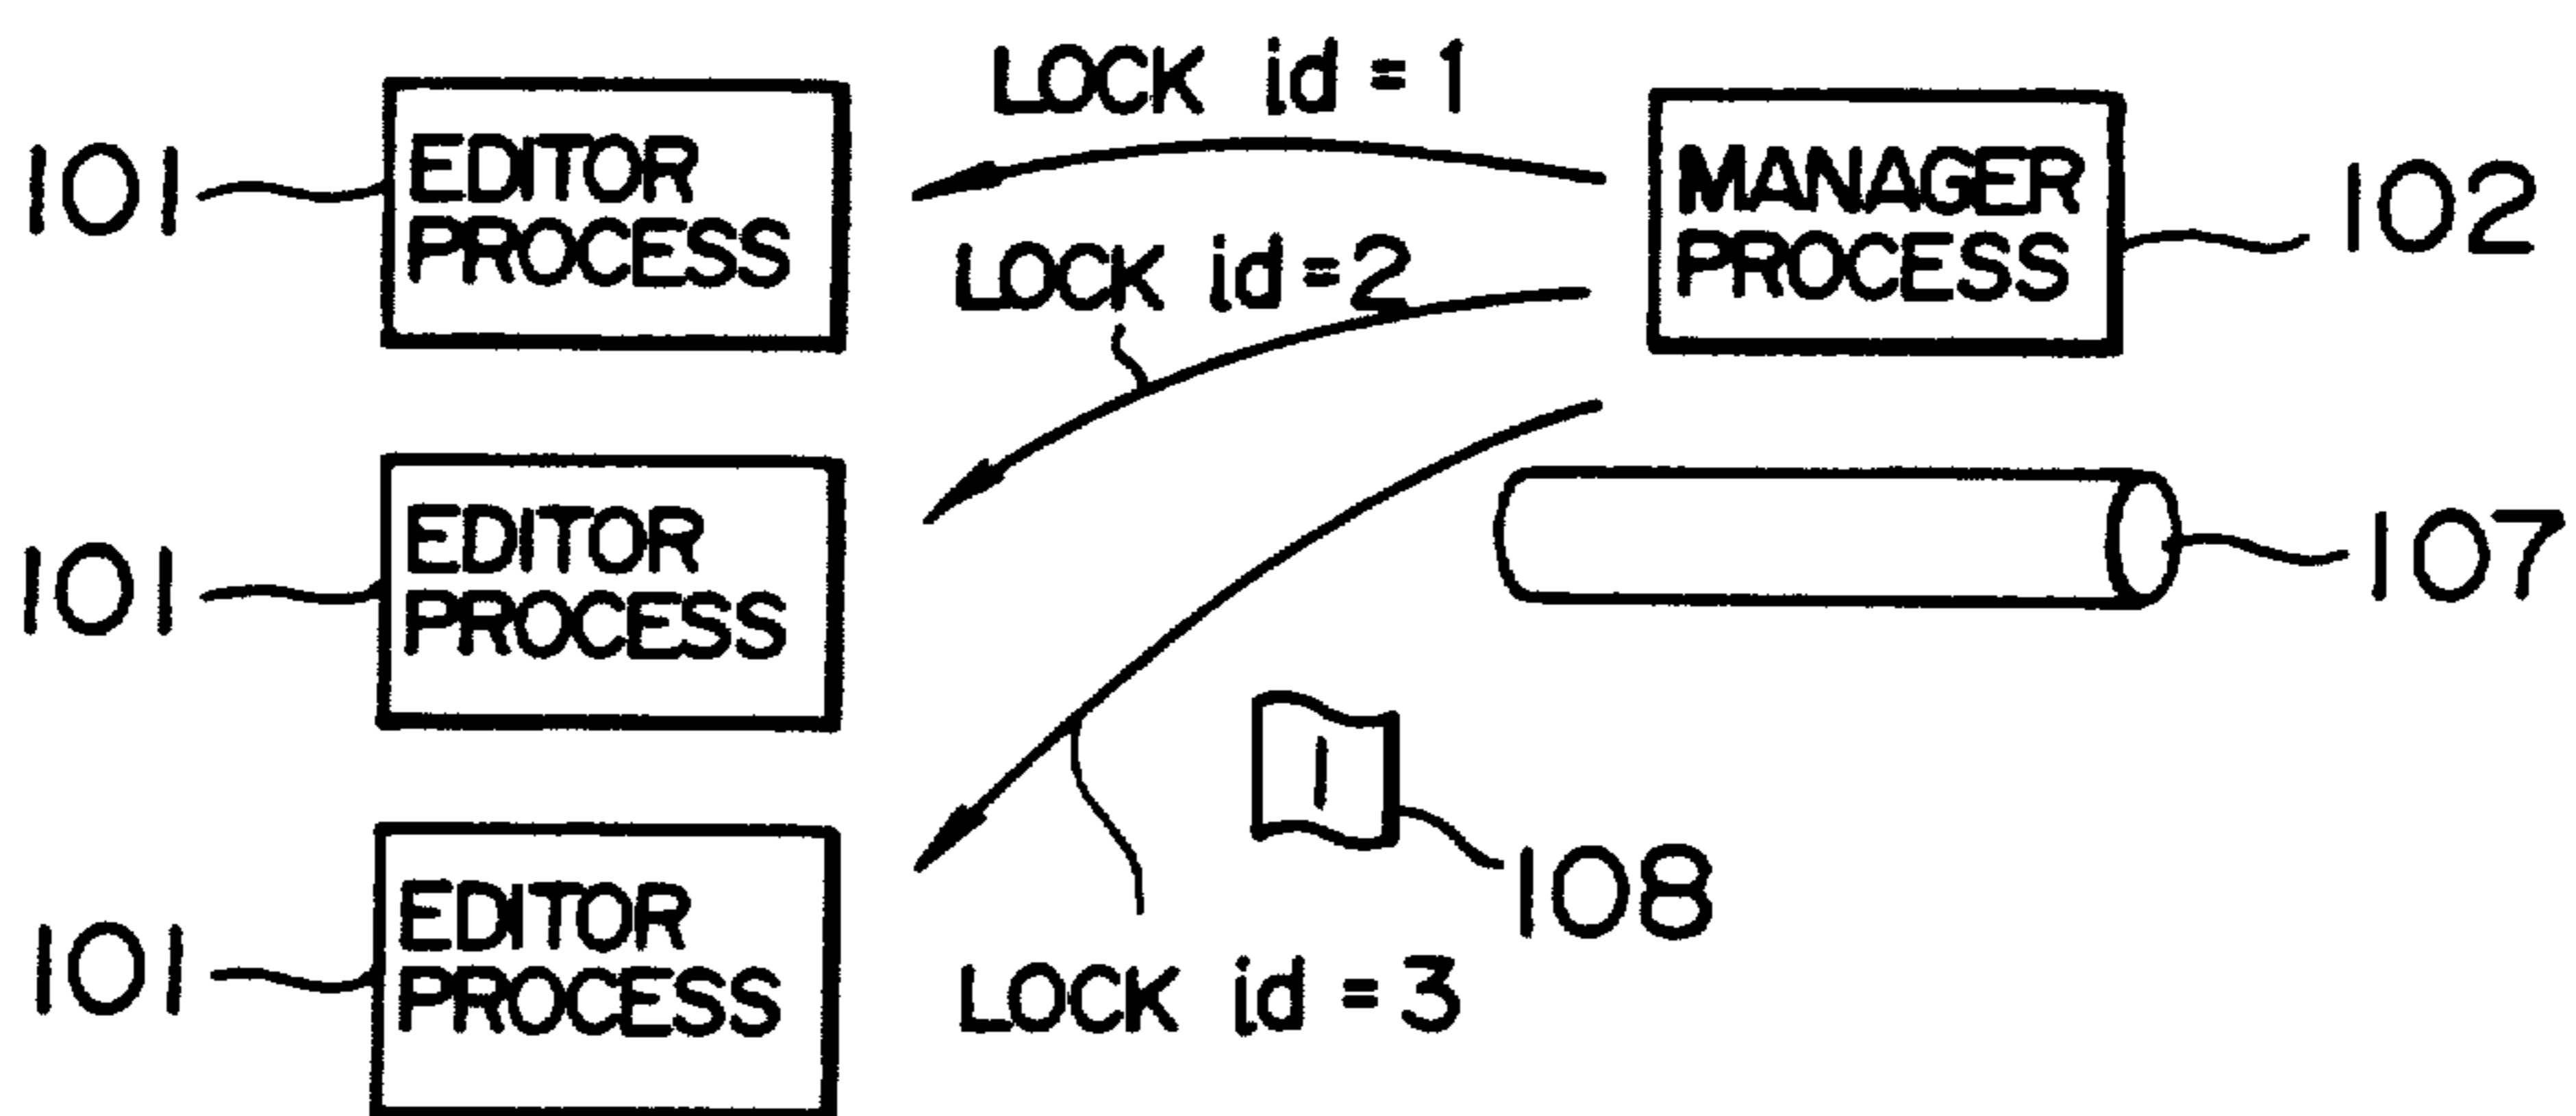 LOCK id = 1
101
EDITOR
PROCESS
MANAGER
PROCESS
102
LOCK id = 2
101
EDITOR
PROCESS
107
1
108
101
EDITOR
PROCESS
LOCK id = 3